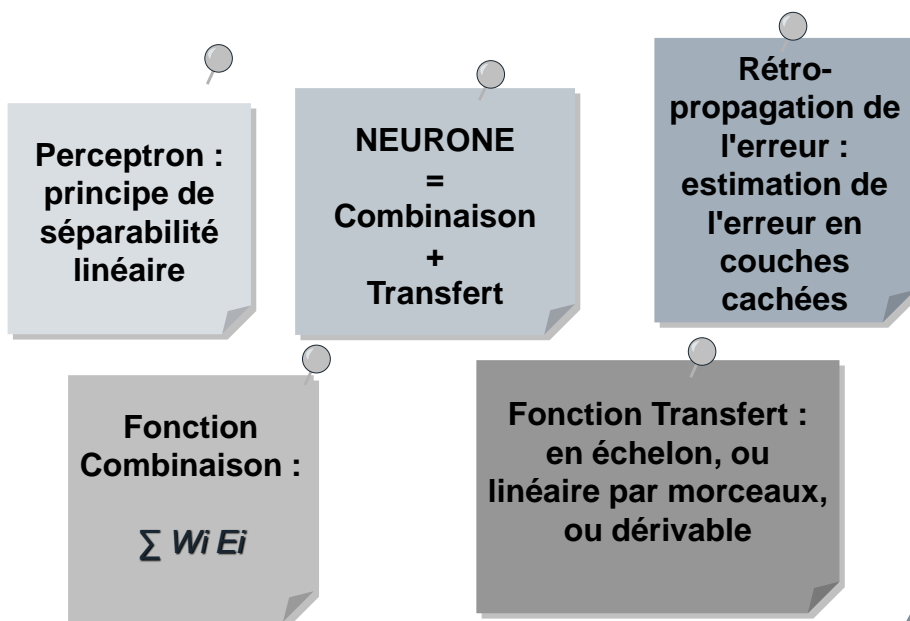 Perceptron :
principe de
séparabilité
linéaire
NEURONE
=
Combinaison
+
Transfert
Rétro-
propagation de
l'erreur :
estimation de
l'erreur en
couches
cachées
Fonction
Combinaison :
∑ Wi Ei
Fonction Transfert :
en échelon, ou
linéaire par morceaux,
ou dérivable